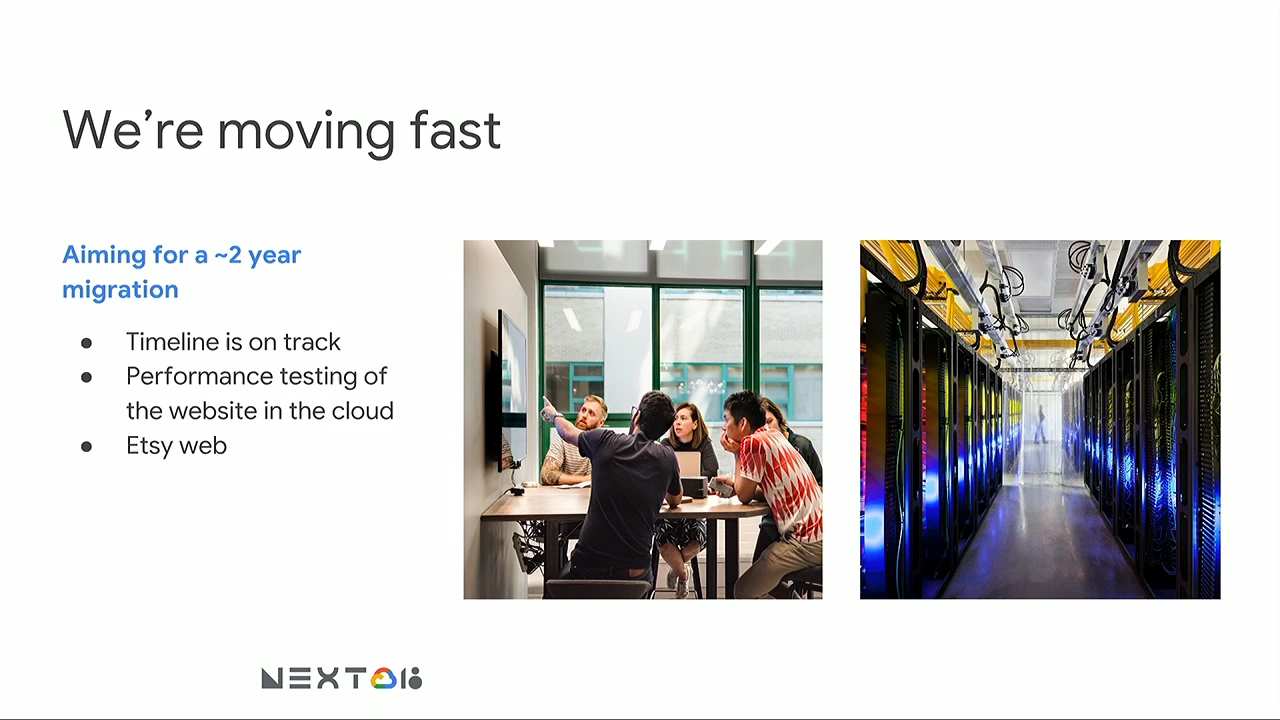 We’re moving fast
Aiming for a ~2 year
migration
● Timeline is on track
● Performance testing of
the website in the cloud
● Etsy web
NEXT 18